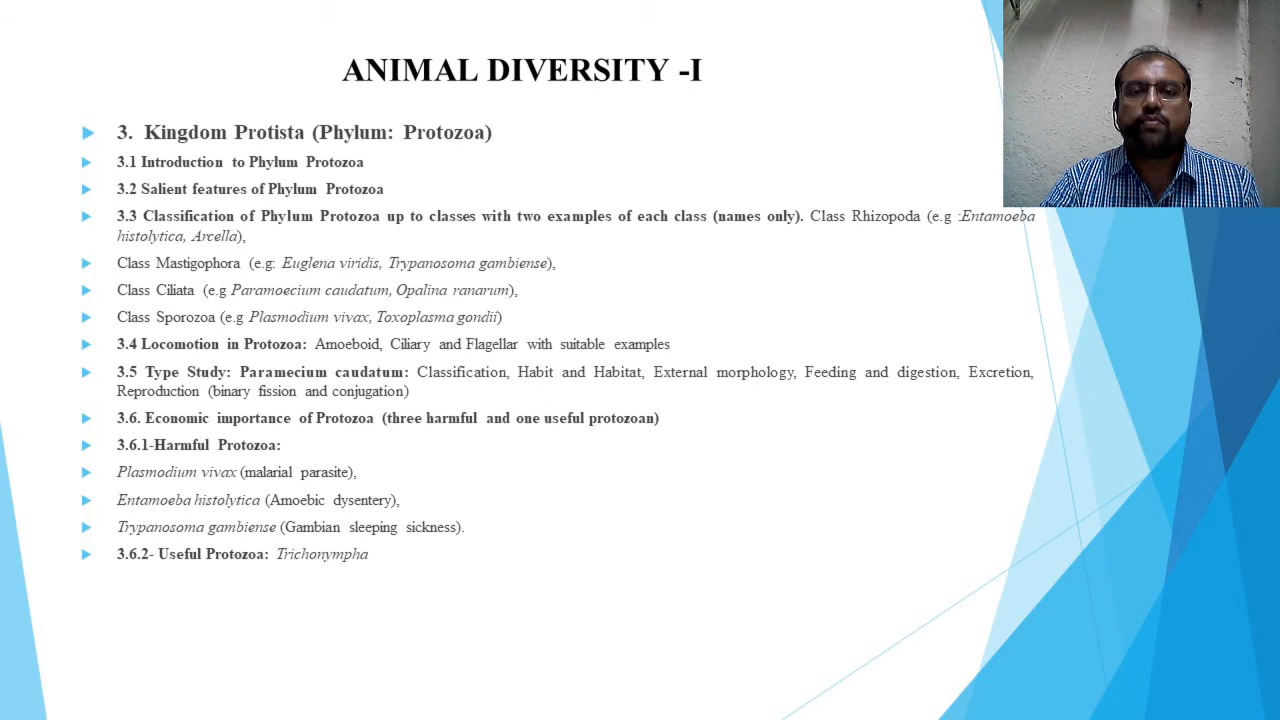 ANIMAL DIVERSITY -I
3. Kingdom Protista (Phylum: Protozoa)
3.1 Introduction to Phylum Protozoa
3.2 Salient features of Phylum Protozoa
3.3 Classification of Phylum Protozoa up to classes with two examples of each class (names only). Class Rhizopoda (e.g :Entamoeba
histolytica, Arcella),
Class Mastigophora (e.g: Euglena viridis, Trypanosoma gambiense),
Class Ciliata (e.g Paramoecium caudatum, Opalina ranarum),
Class Sporozoa (e.g Plasmodium vivax, Toxoplasma gondii)
3.4 Locomotion in Protozoa: Amoeboid, Ciliary and Flagellar with suitable examples
3.5 Type Study: Paramecium caudatum: Classification, Habit and Habitat, External morphology, Feeding and digestion, Excretion,
Reproduction (binary fission and conjugation)
3.6. Economic importance of Protozoa (three harmful and one useful protozoan)
3.6.1-Harmful Protozoa:
Plasmodium vivax (malarial parasite),
Entamoeba histolytica (Amoebic dysentery),
Trypanosoma gambiense (Gambian sleeping sickness).
3.6.2- Useful Protozoa: Trichonympha